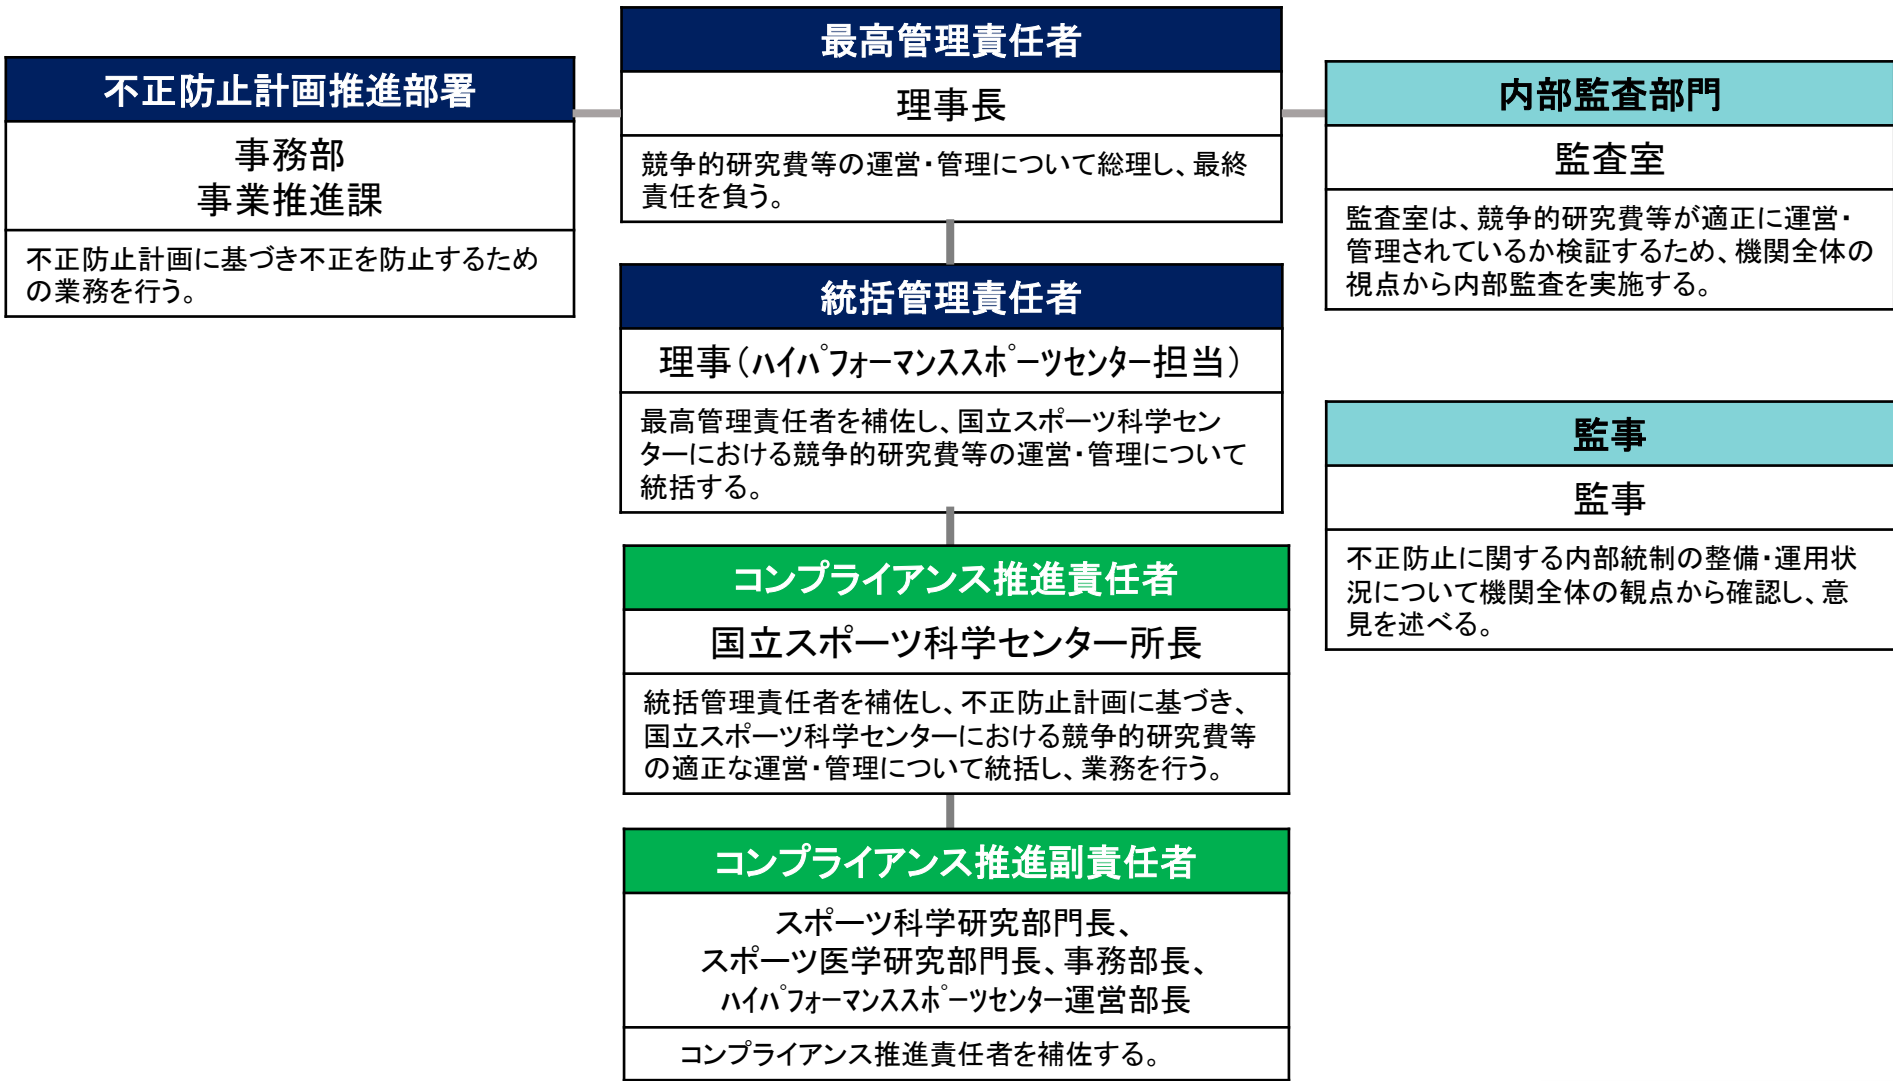 最高管理責任者
理事長
競争的研究費等の運営・管理について総理し、最終
責任を負う。
不正防止計画推進部署
事務部
事業推進課
不正防止計画に基づき不正を防止するため
の業務を行う。
内部監査部門
監査室
監査室は、競争的研究費等が適正に運営・
管理されているか検証するため、機関全体の
視点から内部監査を実施する。
統括管理責任者
理事（ハイパフォーマンススポーツセンター担当）
最高管理責任者を補佐し、国立スポーツ科学セン
ターにおける競争的研究費等の運営・管理について
統括する。
監事
監事
不正防止に関する内部統制の整備・運用状
況について機関全体の観点から確認し、意
見を述べる。
コンプライアンス推進責任者
国立スポーツ科学センター所長
統括管理責任者を補佐し、不正防止計画に基づき、
国立スポーツ科学センターにおける競争的研究費等
の適正な運営・管理について統括し、業務を行う。
コンプライアンス推進副責任者
スポーツ科学研究部門長、
スポーツ医学研究部門長、事務部長、
ハイパフォーマンススポーツセンター運営部長
コンプライアンス推進責任者を補佐する。